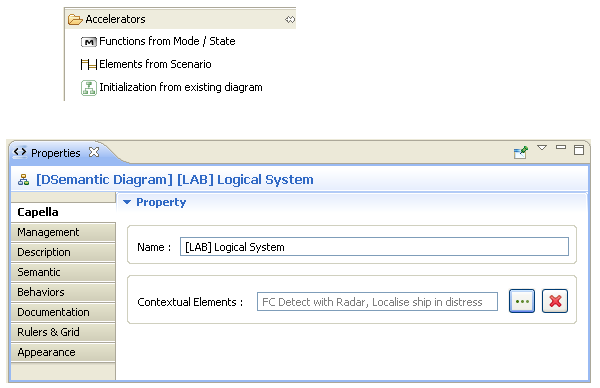 Accelerators
Functions from Mode / State
Elements from Scenario
Initialization from existing diagram
Properties
[DSemantic Diagram] [LAB] Logical System
Capella
Management
Description
Semantic
Behaviors
Documentation
Rulers & Grid
Appearance
Property
Name :
[LAB] Logical System
Contextual Elements :
FC Detect with Radar, Localise ship in distress